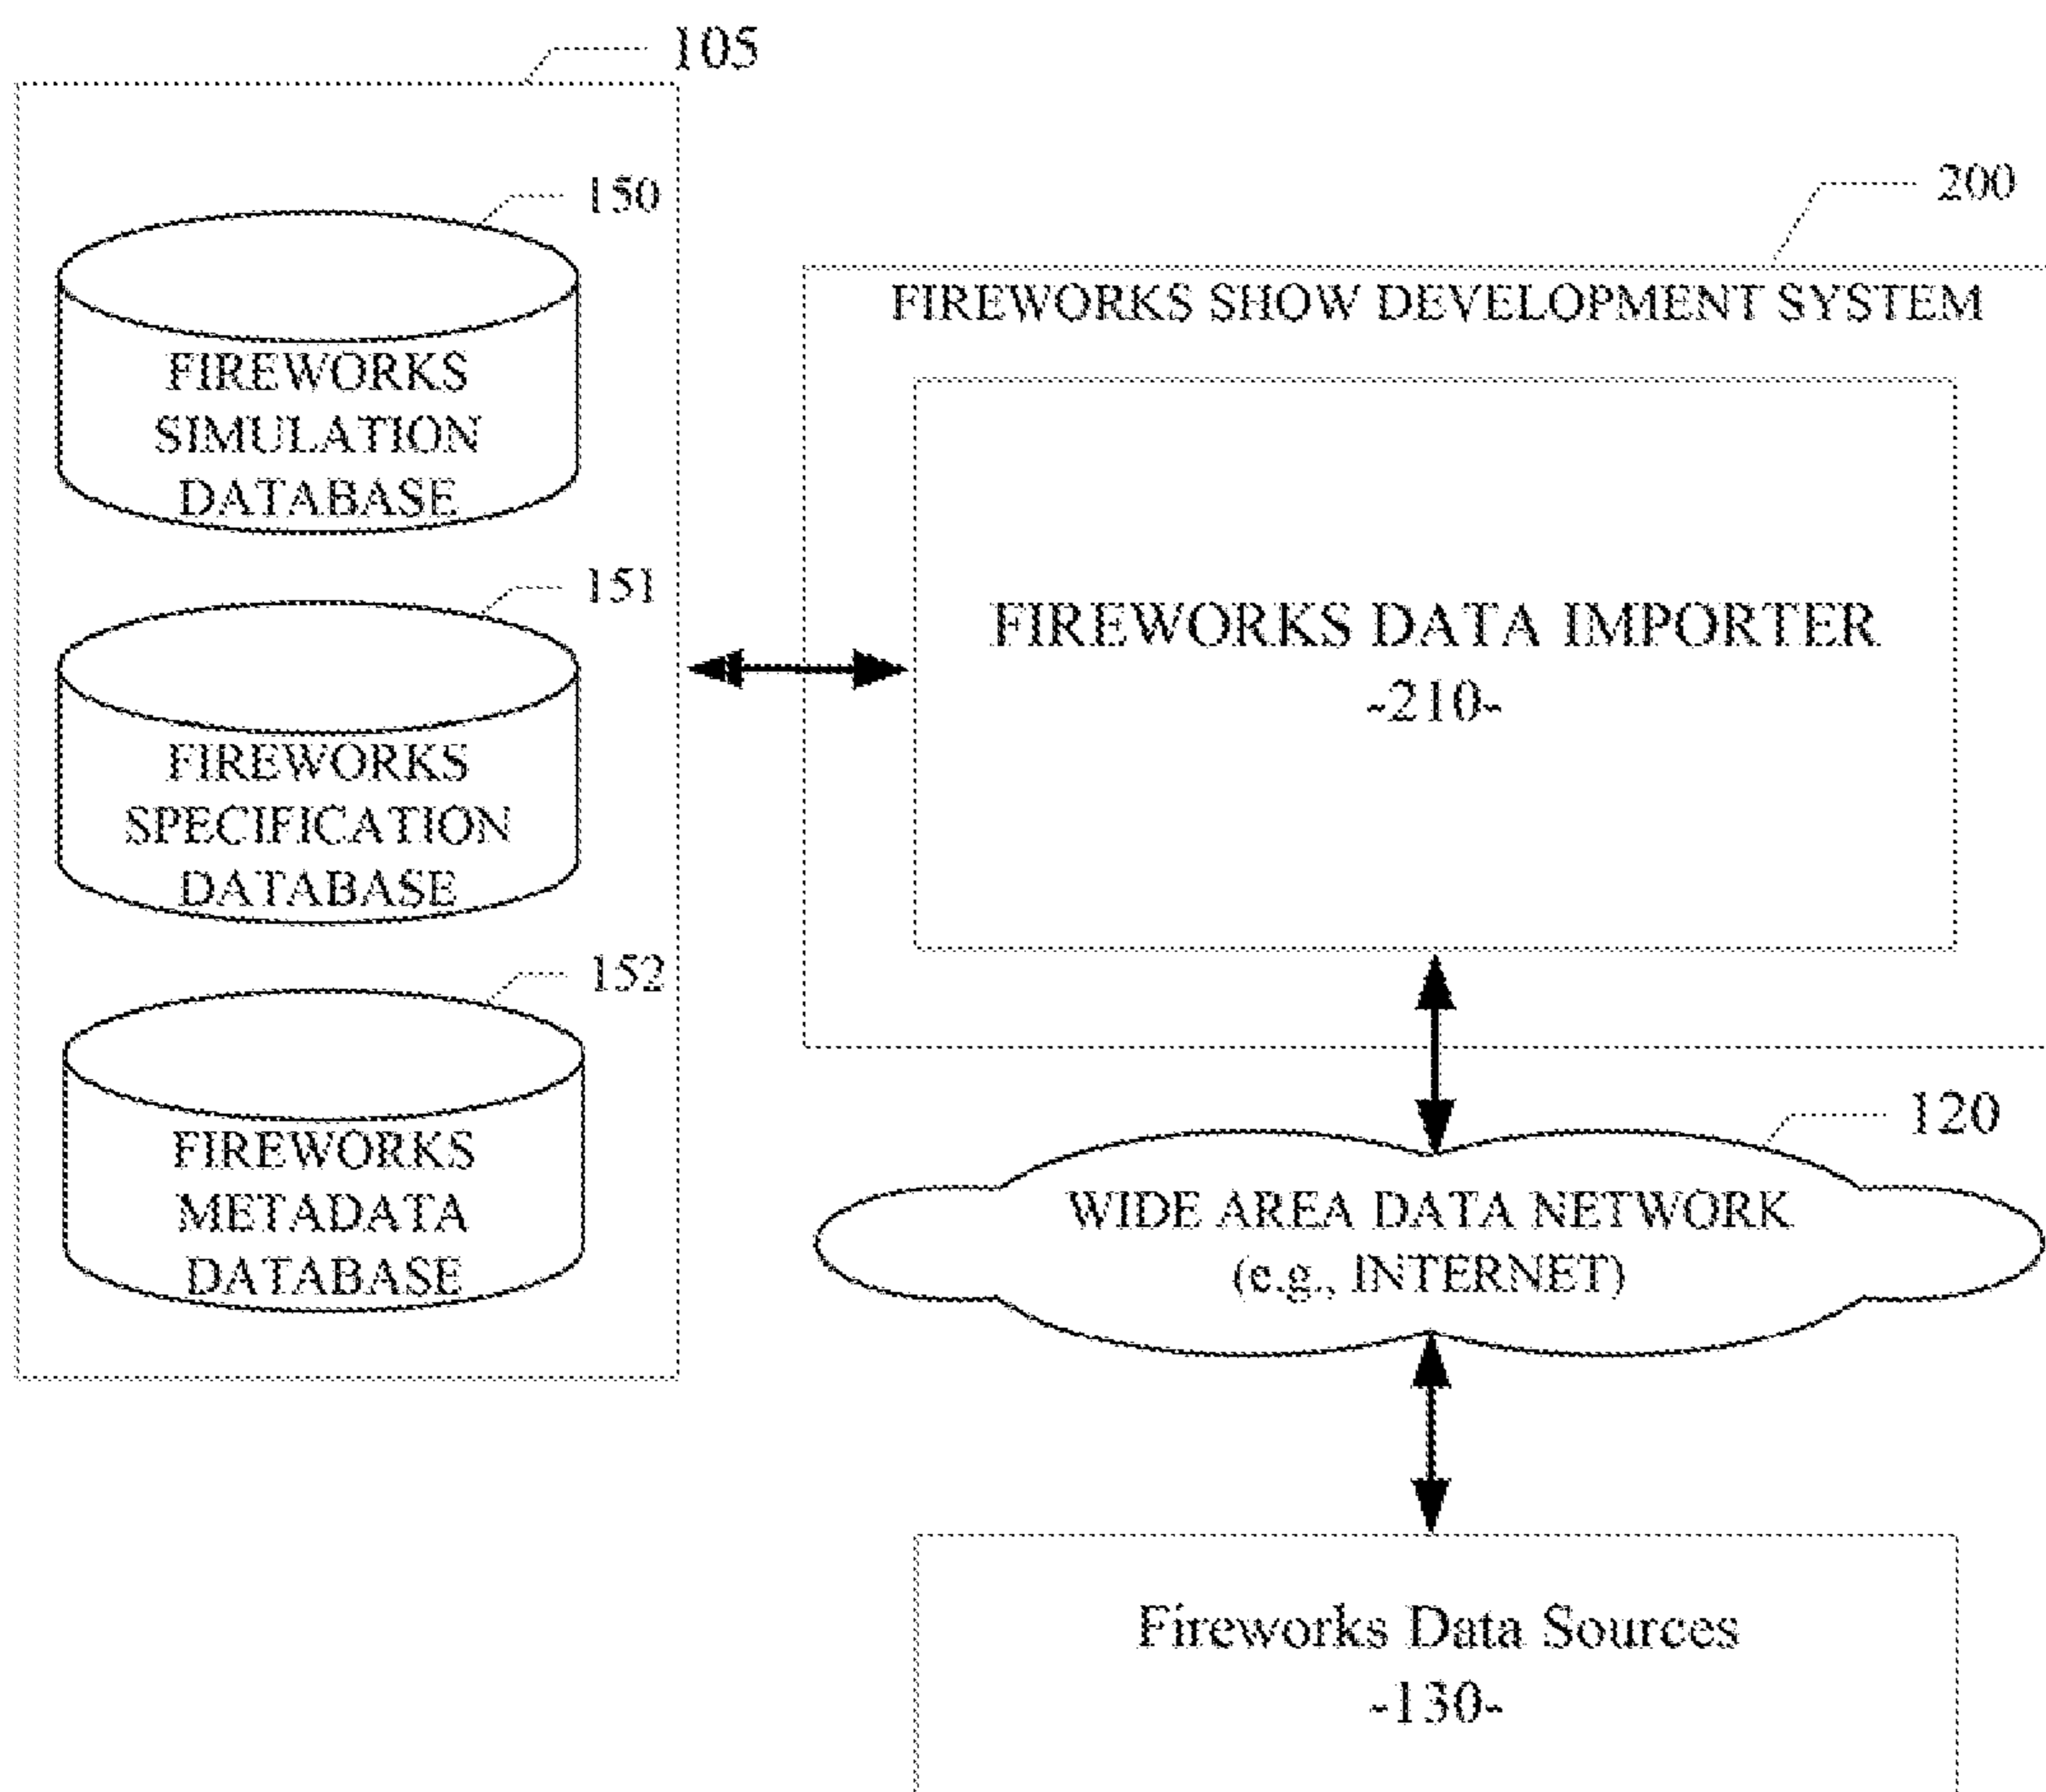 105
150
FIREWORKS
SIMULATION
DATABASE
151
FIREWORKS
SPECIFICATION
DATABASE
152
FIREWORKS
METADATA
DATABASE
200
FIREWORKS SHOW DEVELOPMENT SYSTEM
FIREWORKS DATA IMPORTER
-210-
120
WIDE AREA DATA NETWORK
(e.g., INTERNET)
Fireworks Data Sources
-130-